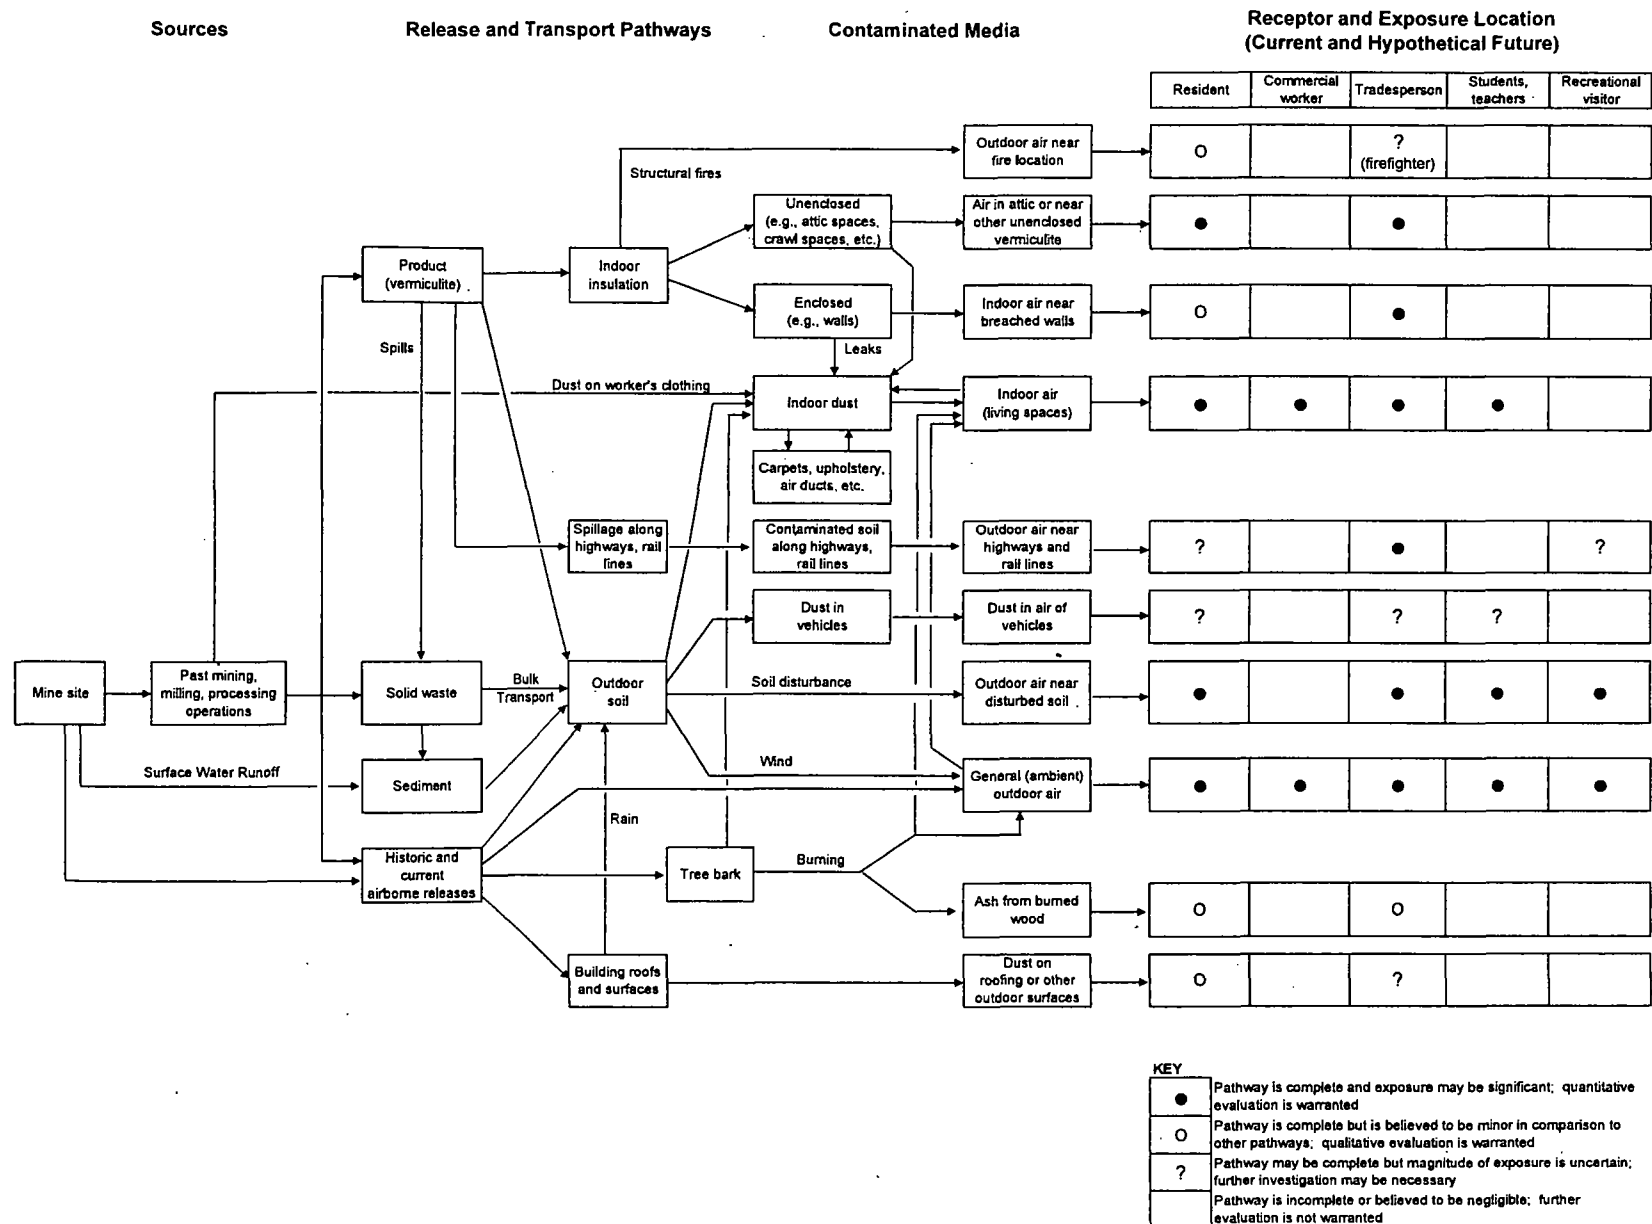 Sources
Release and Transport Pathways
Contaminated Media
Receptor and Exposure Location
(Current and Hypothetical Future)
Resident
Commercial
worker
Tradesperson
Students,
teachers
Recreational
visitor
Outdoor air near
fire location
O
?
(firefighter)
Structural fires
Unenclosed
(e.g., attic spaces,
crawl spaces, etc.)
Air in attic or near
other unenclosed
vermiculite
●
●
Product
(vermiculite)
Indoor
insulation
Enclosed
(e.g., walls)
Indoor air near
breached walls
O
●
Spills
Leaks
Dust on worker's clothing
Indoor dust
Indoor air
(living spaces)
●
●
●
●
Carpets, upholstery,
air ducts, etc.
Spillage along
highways, rail
lines
Contaminated soil
along highways,
rail lines
Outdoor air near
highways and
rail lines
?
●
?
Dust in
vehicles
Dust in air of
vehicles
?
?
?
Mine site
Past mining,
milling, processing
operations
Solid waste
Bulk
Transport
Outdoor
soil
Soil disturbance
Outdoor air near
disturbed soil
●
●
●
●
Surface Water Runoff
Sediment
Wind
General (ambient)
outdoor air
●
●
●
●
●
Rain
Historic and
current
airborne releases
Tree bark
Burning
Ash from burned
wood
O
O
Building roofs
and surfaces
Dust on
roofing or other
outdoor surfaces
O
?
KEY
● Pathway is complete and exposure may be significant; quantitative
evaluation is warranted
O Pathway is complete but is believed to be minor in comparison to
other pathways; qualitative evaluation is warranted
? Pathway may be complete but magnitude of exposure is uncertain;
further investigation may be necessary
Pathway is incomplete or believed to be negligible; further
evaluation is not warranted